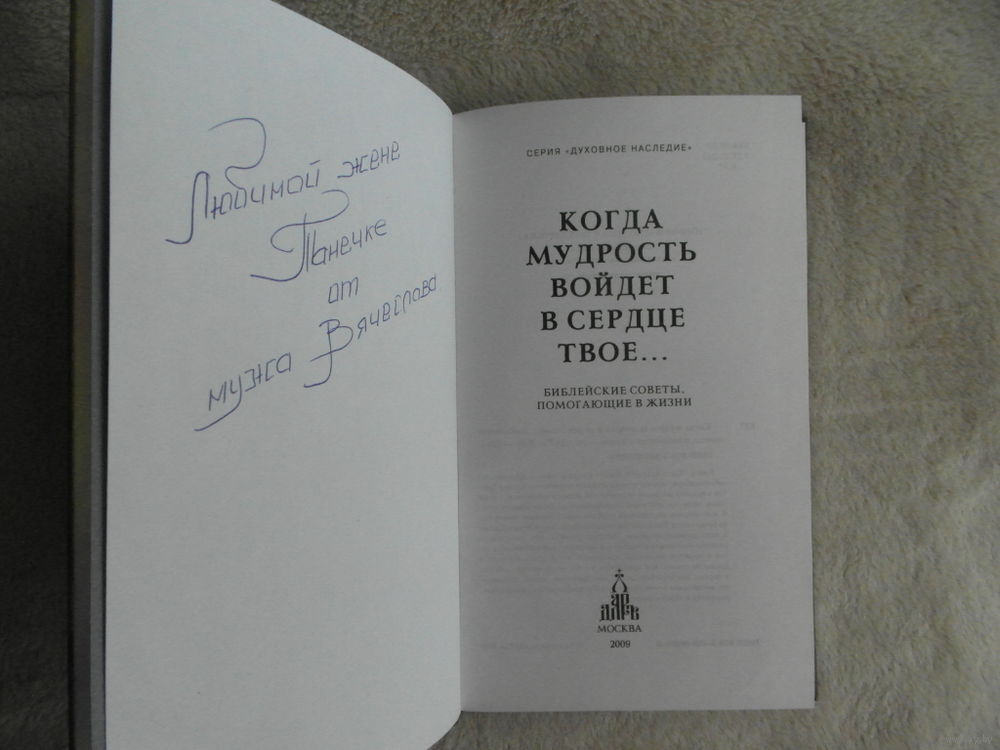 Любимой жене
Танечке
от
мужа Вячеслава
СЕРИЯ «ДУХОВНОЕ НАСЛЕДИЕ»
КОГДА
МУДРОСТЬ
ВОЙДЕТ
В СЕРДЦЕ
ТВОЕ...
БИБЛЕЙСКИЕ СОВЕТЫ,
ПОМОГАЮЩИЕ В ЖИЗНИ
ДАРЪ
МОСКВА
2009